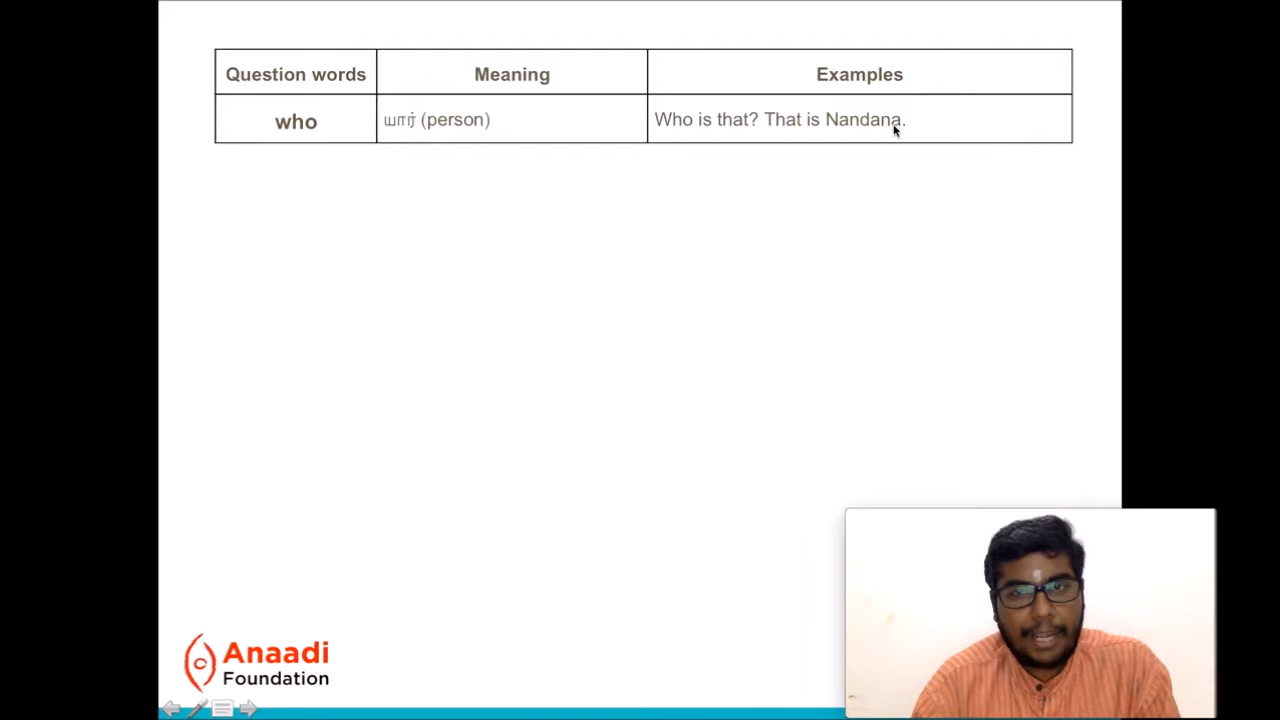 Question words Meaning Examples
who யார் (person) Who is that? That is Nandana.
Anaadi
Foundation